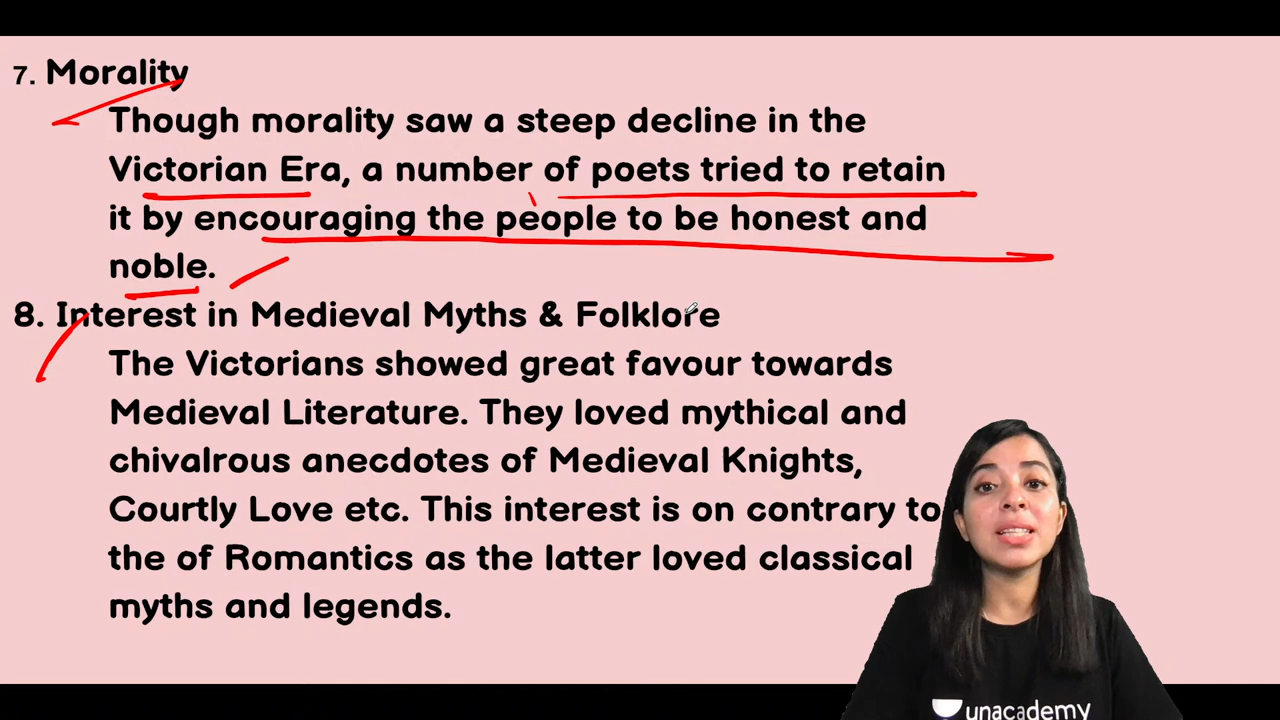 7. Morality
Though morality saw a steep decline in the
Victorian Era, a number of poets tried to retain
it by encouraging the people to be honest and
noble.
8. Interest in Medieval Myths & Folklore
The Victorians showed great favour towards
Medieval Literature. They loved mythical and
chivalrous anecdotes of Medieval Knights,
Courtly Love etc. This interest is on contrary to
the of Romantics as the latter loved classical
myths and legends.
unacademy